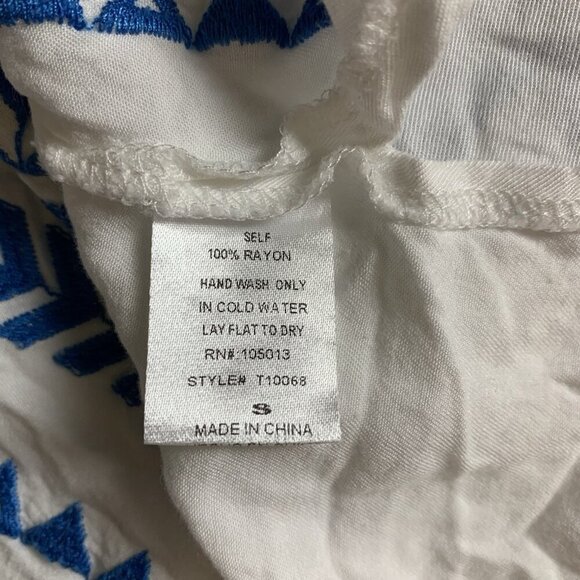 SELF
100% RAYON
HAND WASH ONLY
IN COLD WATER
LAY FLAT TO DRY
RN#:105013
STYLE# T10068
S
MADE IN CHINA